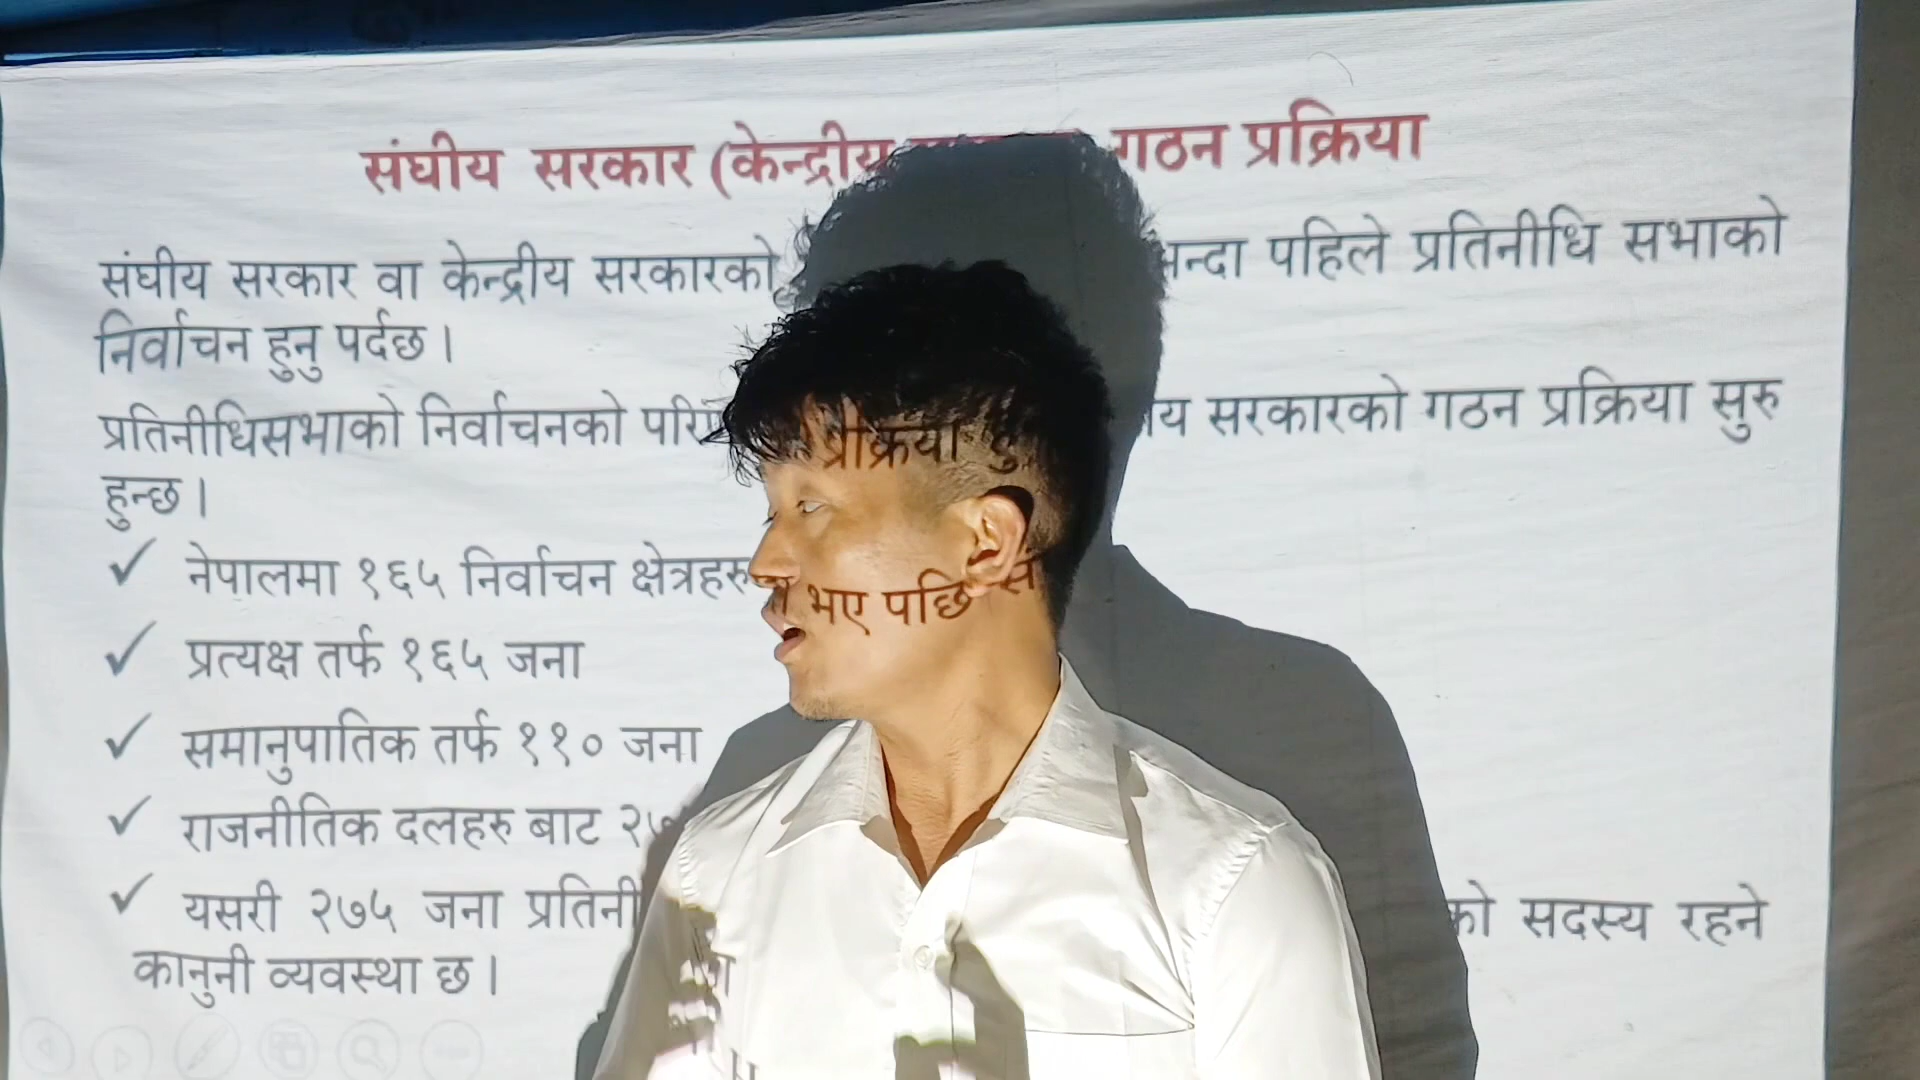 संघीय सरकार (केन्द्रीय गठन प्रक्रिया
संघीय सरकार वा केन्द्रीय सरकारको भन्दा पहिले प्रतिनीधि सभाको
निर्वाचन हुनु पर्दछ ।
प्रतिनीधिसभाको निर्वाचनको प्रक्रिया सरकारको गठन प्रक्रिया सुरु
हुन्छ ।
✓ नेपालमा १६५ निर्वाचन क्षेत्रहरु भए पछि
✓ प्रत्यक्ष तर्फ १६५ जना
✓ समानुपातिक तर्फ ११० जना
✓ राजनीतिक दलहरु बाट
✓ यसरी २७५ जना को सदस्य रहने
कानुनी व्यवस्था छ ।